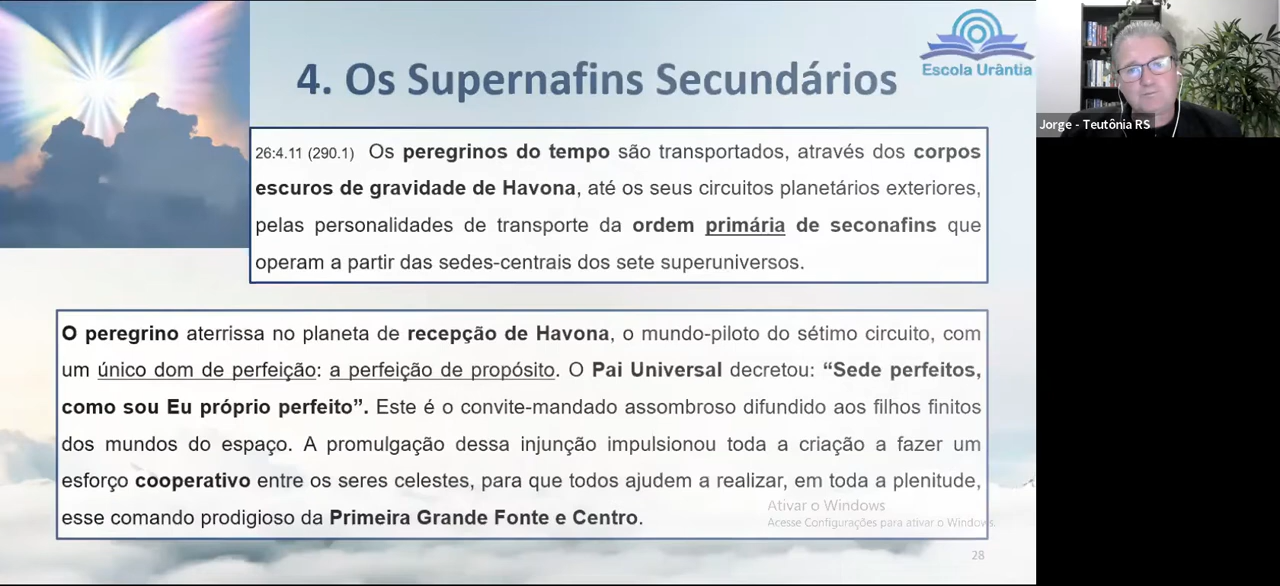 Escola Urântia
4. Os Supernafins Secundários
26:4.11 (290.1) Os peregrinos do tempo são transportados, através dos corpos
escuros de gravidade de Havona, até os seus circuitos planetários exteriores,
pelas personalidades de transporte da ordem primária de seconafins que
operam a partir das sedes-centrais dos sete superuniversos.
O peregrino aterrissa no planeta de recepção de Havona, o mundo-piloto do sétimo circuito, com
um único dom de perfeição: a perfeição de propósito. O Pai Universal decretou: “Sede perfeitos,
como sou Eu próprio perfeito”. Este é o convite-mandado assombroso difundido aos filhos finitos
dos mundos do espaço. A promulgação dessa injunção impulsionou toda a criação a fazer um
esforço cooperativo entre os seres celestes, para que todos ajudem a realizar, em toda a plenitude,
esse comando prodigioso da Primeira Grande Fonte e Centro.
Ativar o Windows
Acesse Configurações para ativar o Windows.
28
Jorge - Teutônia RS